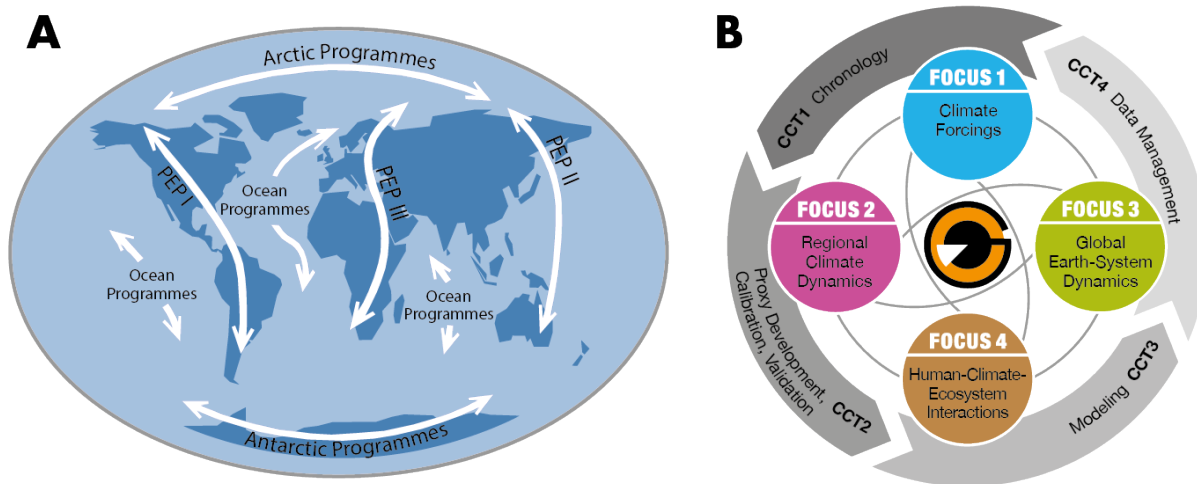 A
Arctic Programmes
PEP I
Ocean
Programmes
PEP III
PEP II
Ocean
Programmes
Ocean
Programmes
Antarctic Programmes
B
CCT1 Chronology
CCT4 Data Management
FOCUS 1
Climate
Forcings
FOCUS 2
Regional
Climate
Dynamics
FOCUS 3
Global
Earth-System
Dynamics
FOCUS 4
Human-Climate-
Ecosystem
Interactions
Proxy Development,
Calibration, Validation CCT2
Modeling CCT3